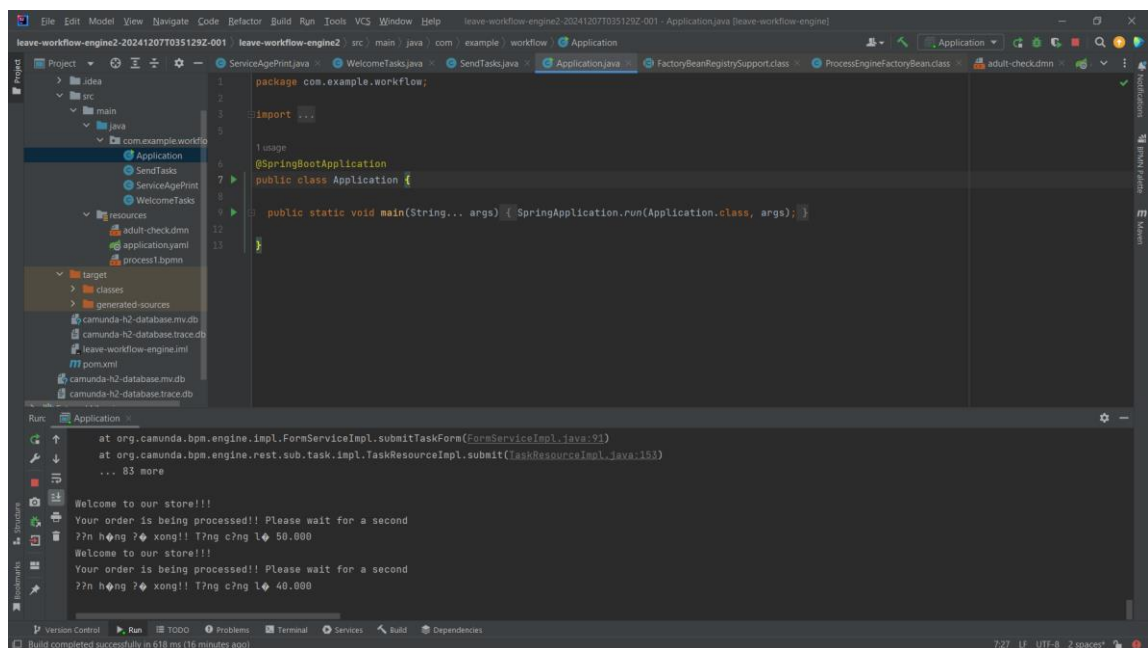 File Edit Model View Navigate Code Refactor Build Run Tools VCS Window Help leave-workflow-engine2-20241207T035129Z-001 - Application.java [leave-workflow-engine]
leave-workflow-engine2-20241207T035129Z-001 leave-workflow-engine2 src main java com example workflow Application
Application
Project
ServiceAgePrint.java WelcomeTasks.java SendTasks.java Application.java FactoryBeanRegistrySupport.class ProcessEngineFactoryBean.class adult-check.dmn
.idea
src
main
java
com.example.workflo
Application
SendTasks
ServiceAgePrint
WelcomeTasks
resources
adult-check.dmn
application.yaml
process1.bpmn
target
classes
generated-sources
camunda-h2-database.mv.db
camunda-h2-database.trace.db
leave-workflow-engine.iml
pom.xml
camunda-h2-database.mv.db
camunda-h2-database.trace.db
1 package com.example.workflow;
2
3 import ...
5
1 usage
6 @SpringBootApplication
7 public class Application {
8
9 public static void main(String... args) { SpringApplication.run(Application.class, args); }
12
13 }
Project
Structure
Bookmarks
Notifications
BPMN Palette
Maven
Run: Application
at org.camunda.bpm.engine.impl.FormServiceImpl.submitTaskForm(FormServiceImpl.java:91)
at org.camunda.bpm.engine.rest.sub.task.impl.TaskResourceImpl.submit(TaskResourceImpl.java:153)
... 83 more
Welcome to our store!!!
Your order is being processed!! Please wait for a second
??n h�ng ?� xong!! T?ng c?ng l� 50.000
Welcome to our store!!!
Your order is being processed!! Please wait for a second
??n h�ng ?� xong!! T?ng c?ng l� 40.000
Version Control Run TODO Problems Terminal Services Build Dependencies
Build completed successfully in 618 ms (16 minutes ago) 7:27 LF UTF-8 2 spaces*